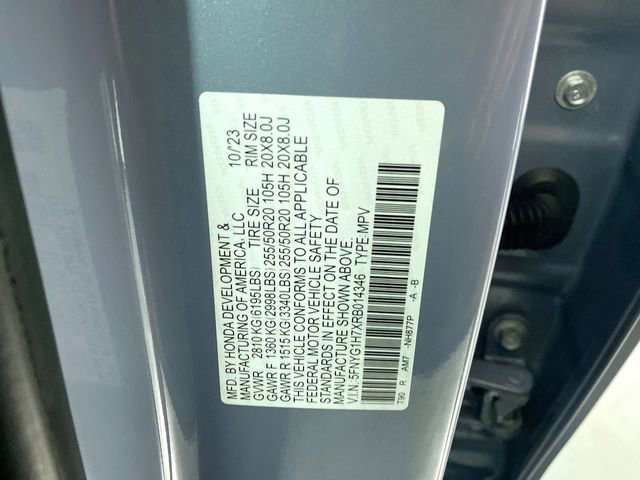 MFD. BY HONDA DEVELOPMENT & 10/'23
MANUFACTURING OF AMERICA, LLC
GVWR 2810 KG(6195LBS) TIRE SIZE RIM SIZE
GAWR F 1360 KG(2998LBS)255/50R20 105H 20X8.0J
GAWR R 1515 KG(3340LBS)255/50R20 105H 20X8.0J
THIS VEHICLE CONFORMS TO ALL APPLICABLE
FEDERAL MOTOR VEHICLE SAFETY
STANDARDS IN EFFECT ON THE DATE OF
MANUFACTURE SHOWN ABOVE.
V.I.N.:5FNYG1H7XRB014346 TYPE:MPV
T90 R AM7 -NH877P -A -B